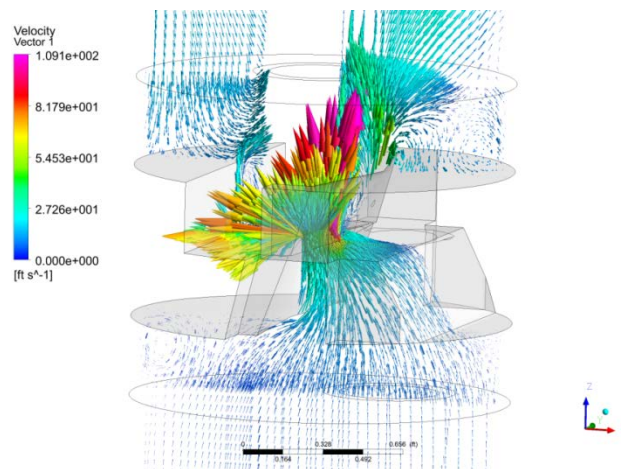 Velocity
Vector 1
1.091e+002
8.179e+001
5.453e+001
2.726e+001
0.000e+000
[ft s^-1]
0 0.328 0.656 (ft)
0.164 0.492
Z